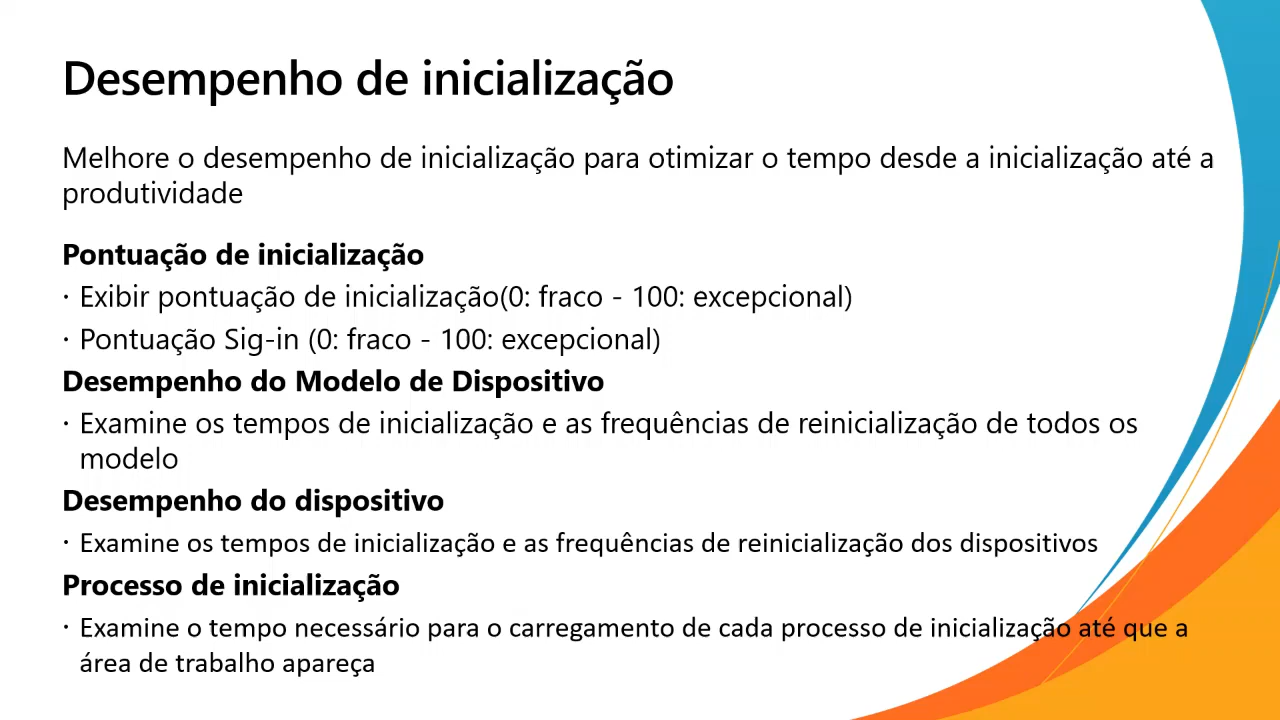 Desempenho de inicialização
Melhore o desempenho de inicialização para otimizar o tempo desde a inicialização até a
produtividade
Pontuação de inicialização
· Exibir pontuação de inicialização(0: fraco - 100: excepcional)
· Pontuação Sig-in (0: fraco - 100: excepcional)
Desempenho do Modelo de Dispositivo
· Examine os tempos de inicialização e as frequências de reinicialização de todos os
modelo
Desempenho do dispositivo
· Examine os tempos de inicialização e as frequências de reinicialização dos dispositivos
Processo de inicialização
· Examine o tempo necessário para o carregamento de cada processo de inicialização até que a
área de trabalho apareça